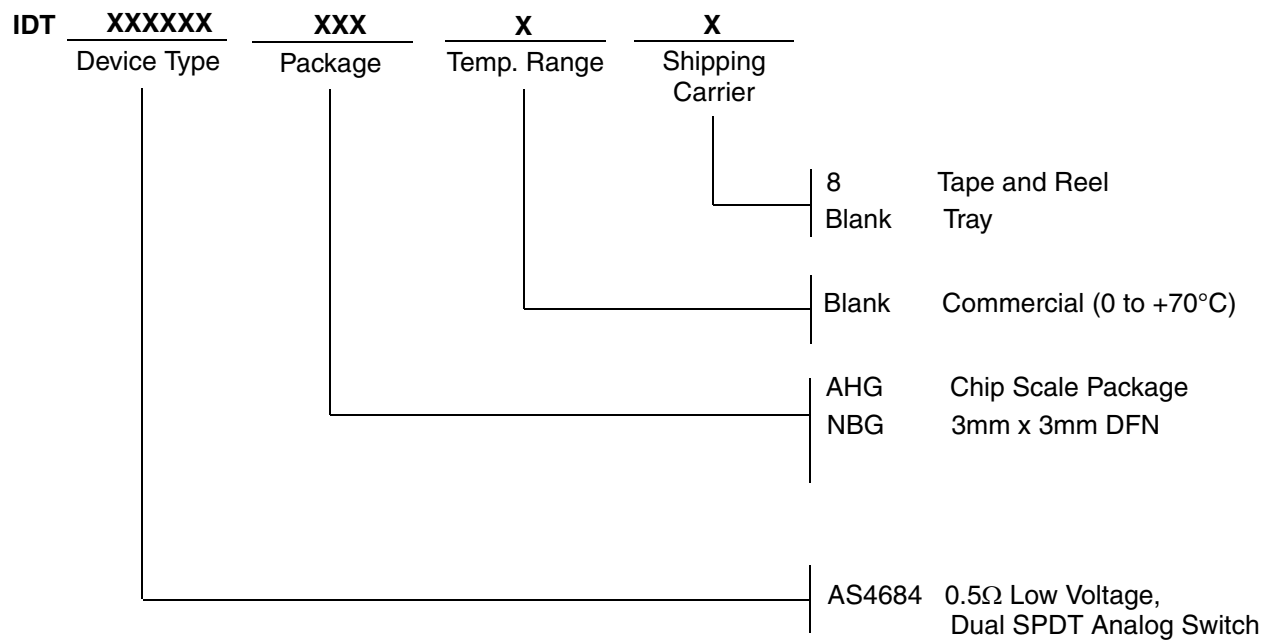 IDT XXXXXX XXX X X
Device Type Package Temp. Range Shipping
Carrier
8 Tape and Reel
Blank Tray
Blank Commercial (0 to +70°C)
AHG Chip Scale Package
NBG 3mm x 3mm DFN
AS4684 0.5Ω Low Voltage,
Dual SPDT Analog Switch